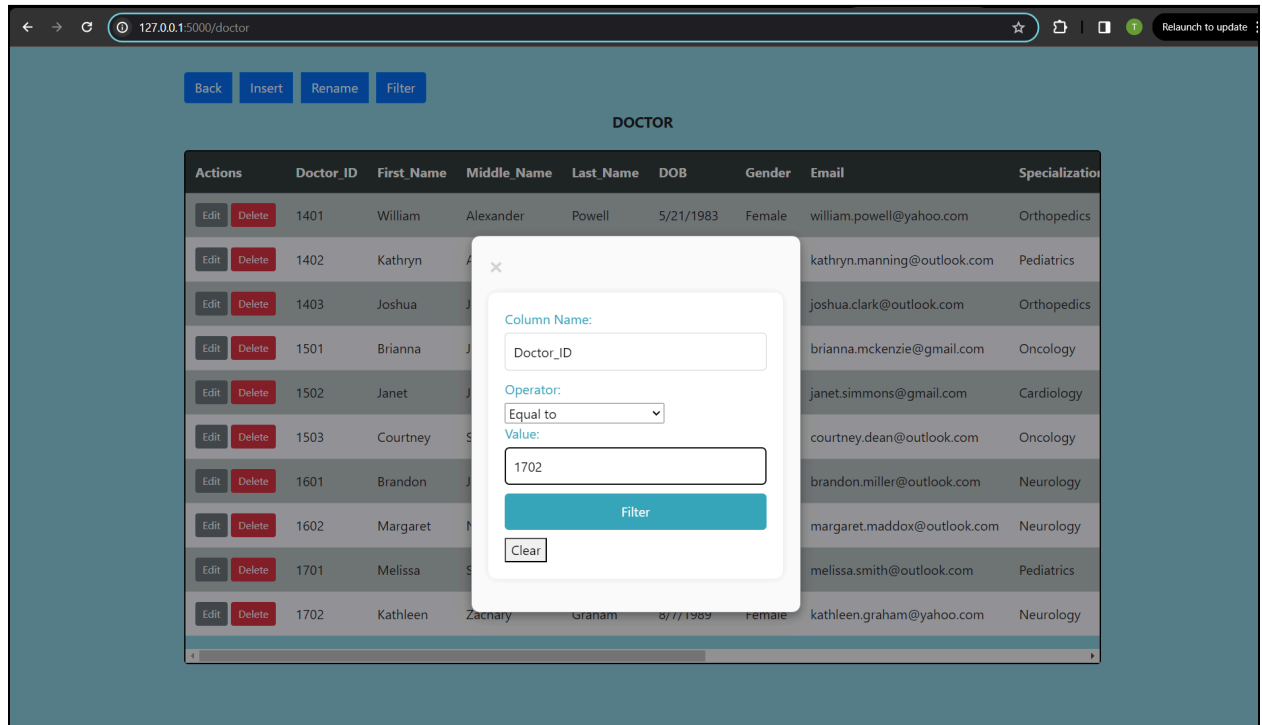 127.0.0.1:5000/doctor T Relaunch to update
Back Insert Rename Filter
DOCTOR
Actions Doctor_ID First_Name Middle_Name Last_Name DOB Gender Email Specialization
Edit Delete 1401 William Alexander Powell 5/21/1983 Female william.powell@yahoo.com Orthopedics
Edit Delete 1402 Kathryn A kathryn.manning@outlook.com Pediatrics
Edit Delete 1403 Joshua J joshua.clark@outlook.com Orthopedics
Edit Delete 1501 Brianna J brianna.mckenzie@gmail.com Oncology
Edit Delete 1502 Janet J janet.simmons@gmail.com Cardiology
Edit Delete 1503 Courtney S courtney.dean@outlook.com Oncology
Edit Delete 1601 Brandon J brandon.miller@outlook.com Neurology
Edit Delete 1602 Margaret margaret.maddox@outlook.com Neurology
Edit Delete 1701 Melissa S melissa.smith@outlook.com Pediatrics
Edit Delete 1702 Kathleen Zachary Graham 8/7/1989 Female kathleen.graham@yahoo.com Neurology
×
Column Name:
Doctor_ID
Operator:
Equal to
Value:
1702
Filter
Clear